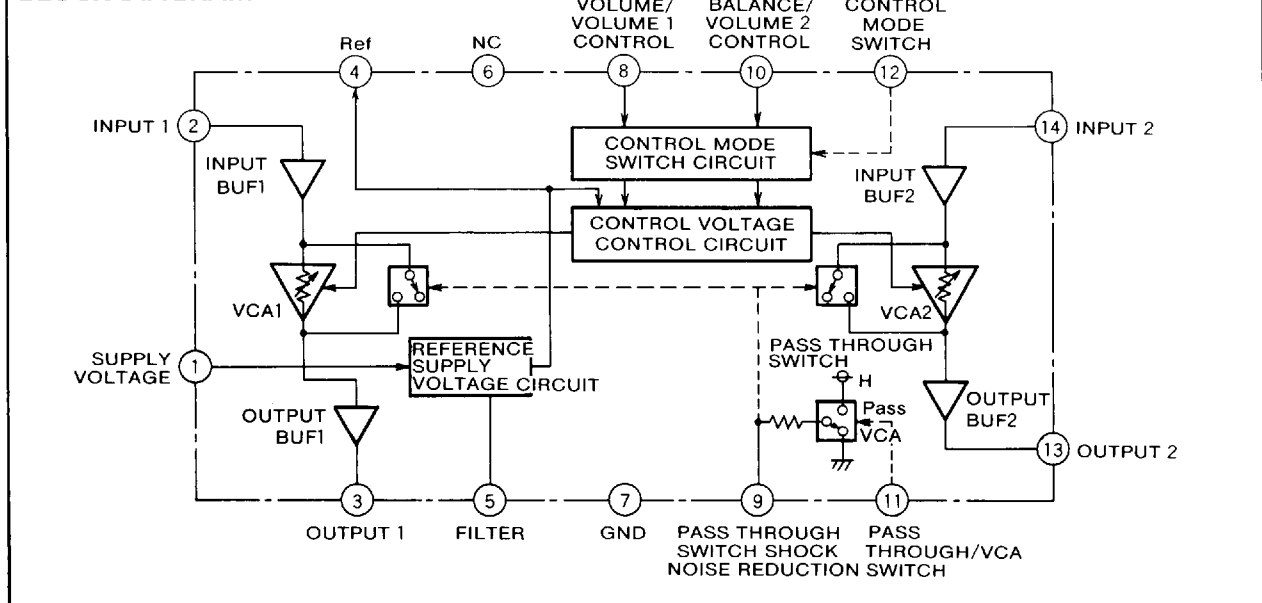 VOLUME/
VOLUME 1
CONTROL
BALANCE/
VOLUME 2
CONTROL
CONTROL
MODE
SWITCH
Ref
NC
4
6
8
10
12
INPUT 1
2
14
INPUT 2
INPUT
BUF1
CONTROL MODE
SWITCH CIRCUIT
INPUT
BUF2
CONTROL VOLTAGE
CONTROL CIRCUIT
VCA1
VCA2
SUPPLY
VOLTAGE
1
REFERENCE
SUPPLY
VOLTAGE CIRCUIT
PASS THROUGH
SWITCH
H
Pass
VCA
OUTPUT
BUF1
OUTPUT
BUF2
13
OUTPUT 2
3
5
7
9
11
OUTPUT 1
FILTER
GND
PASS THROUGH
SWITCH SHOCK
NOISE REDUCTION
PASS
THROUGH/VCA
SWITCH